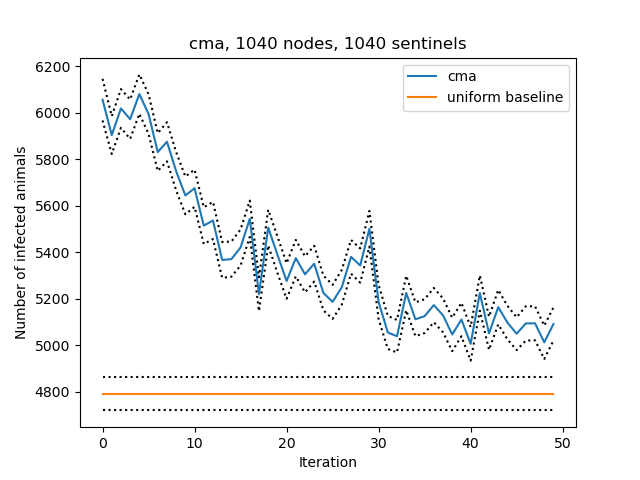 cma, 1040 nodes, 1040 sentinels
cma
uniform baseline
Number of infected animals
6200
6000
5800
5600
5400
5200
5000
4800
0 10 20 30 40 50
Iteration